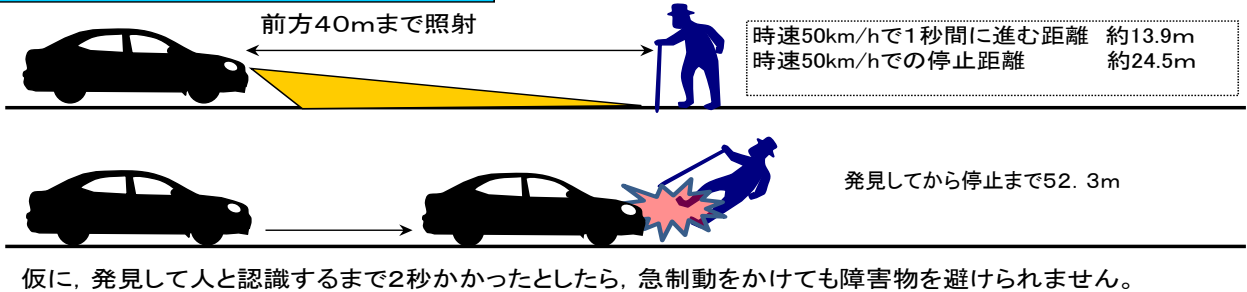 前方40mまで照射
時速50km/hで1秒間に進む距離 約13.9m
時速50km/hでの停止距離 約24.5m
発見してから停止まで52.3m
仮に,発見して人と認識するまで2秒かかったとしたら,急制動をかけても障害物を避けられません。